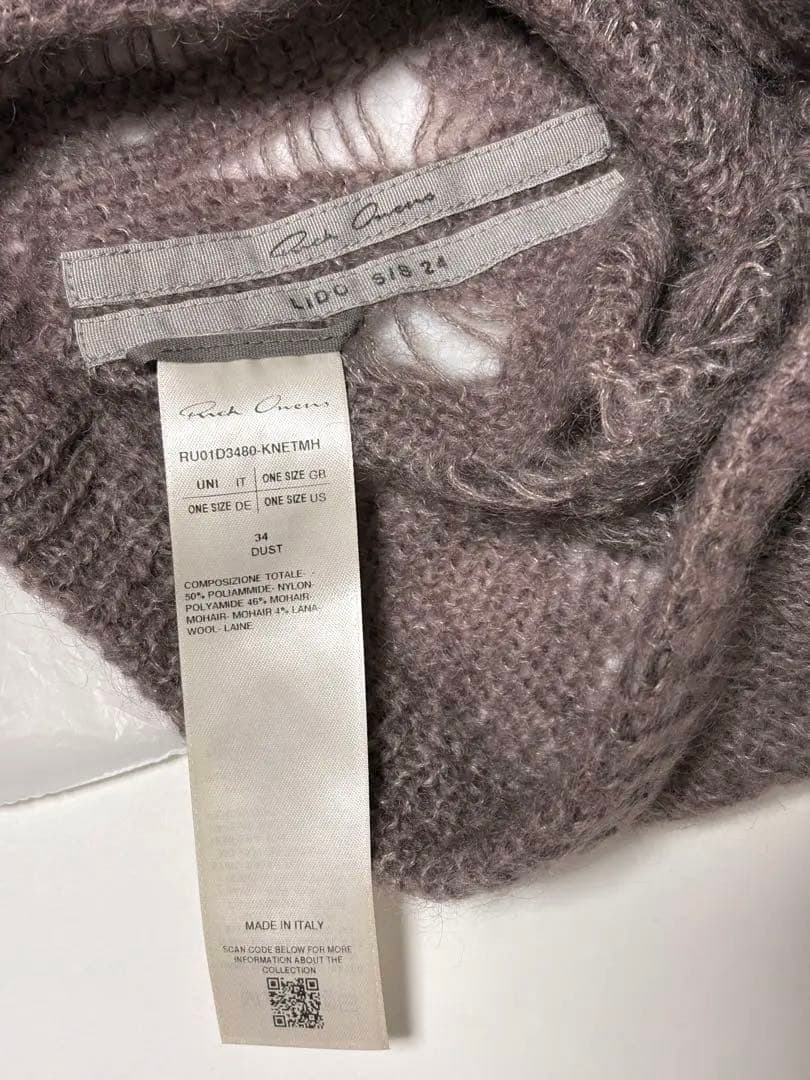 Rick Owens
LIDO S/S 24
Rick Owens
RU01D3480-KNETMH
UNI IT ONE SIZE GB
ONE SIZE DE ONE SIZE US
34
DUST
COMPOSIZIONE TOTALE- -
50% POLIAMMIDE- NYLON-
POLYAMIDE 46% MOHAIR-
MOHAIR- MOHAIR 4% LANA-
WOOL- LAINE
MADE IN ITALY
SCAN CODE BELOW FOR MORE
INFORMATION ABOUT THE
COLLECTION